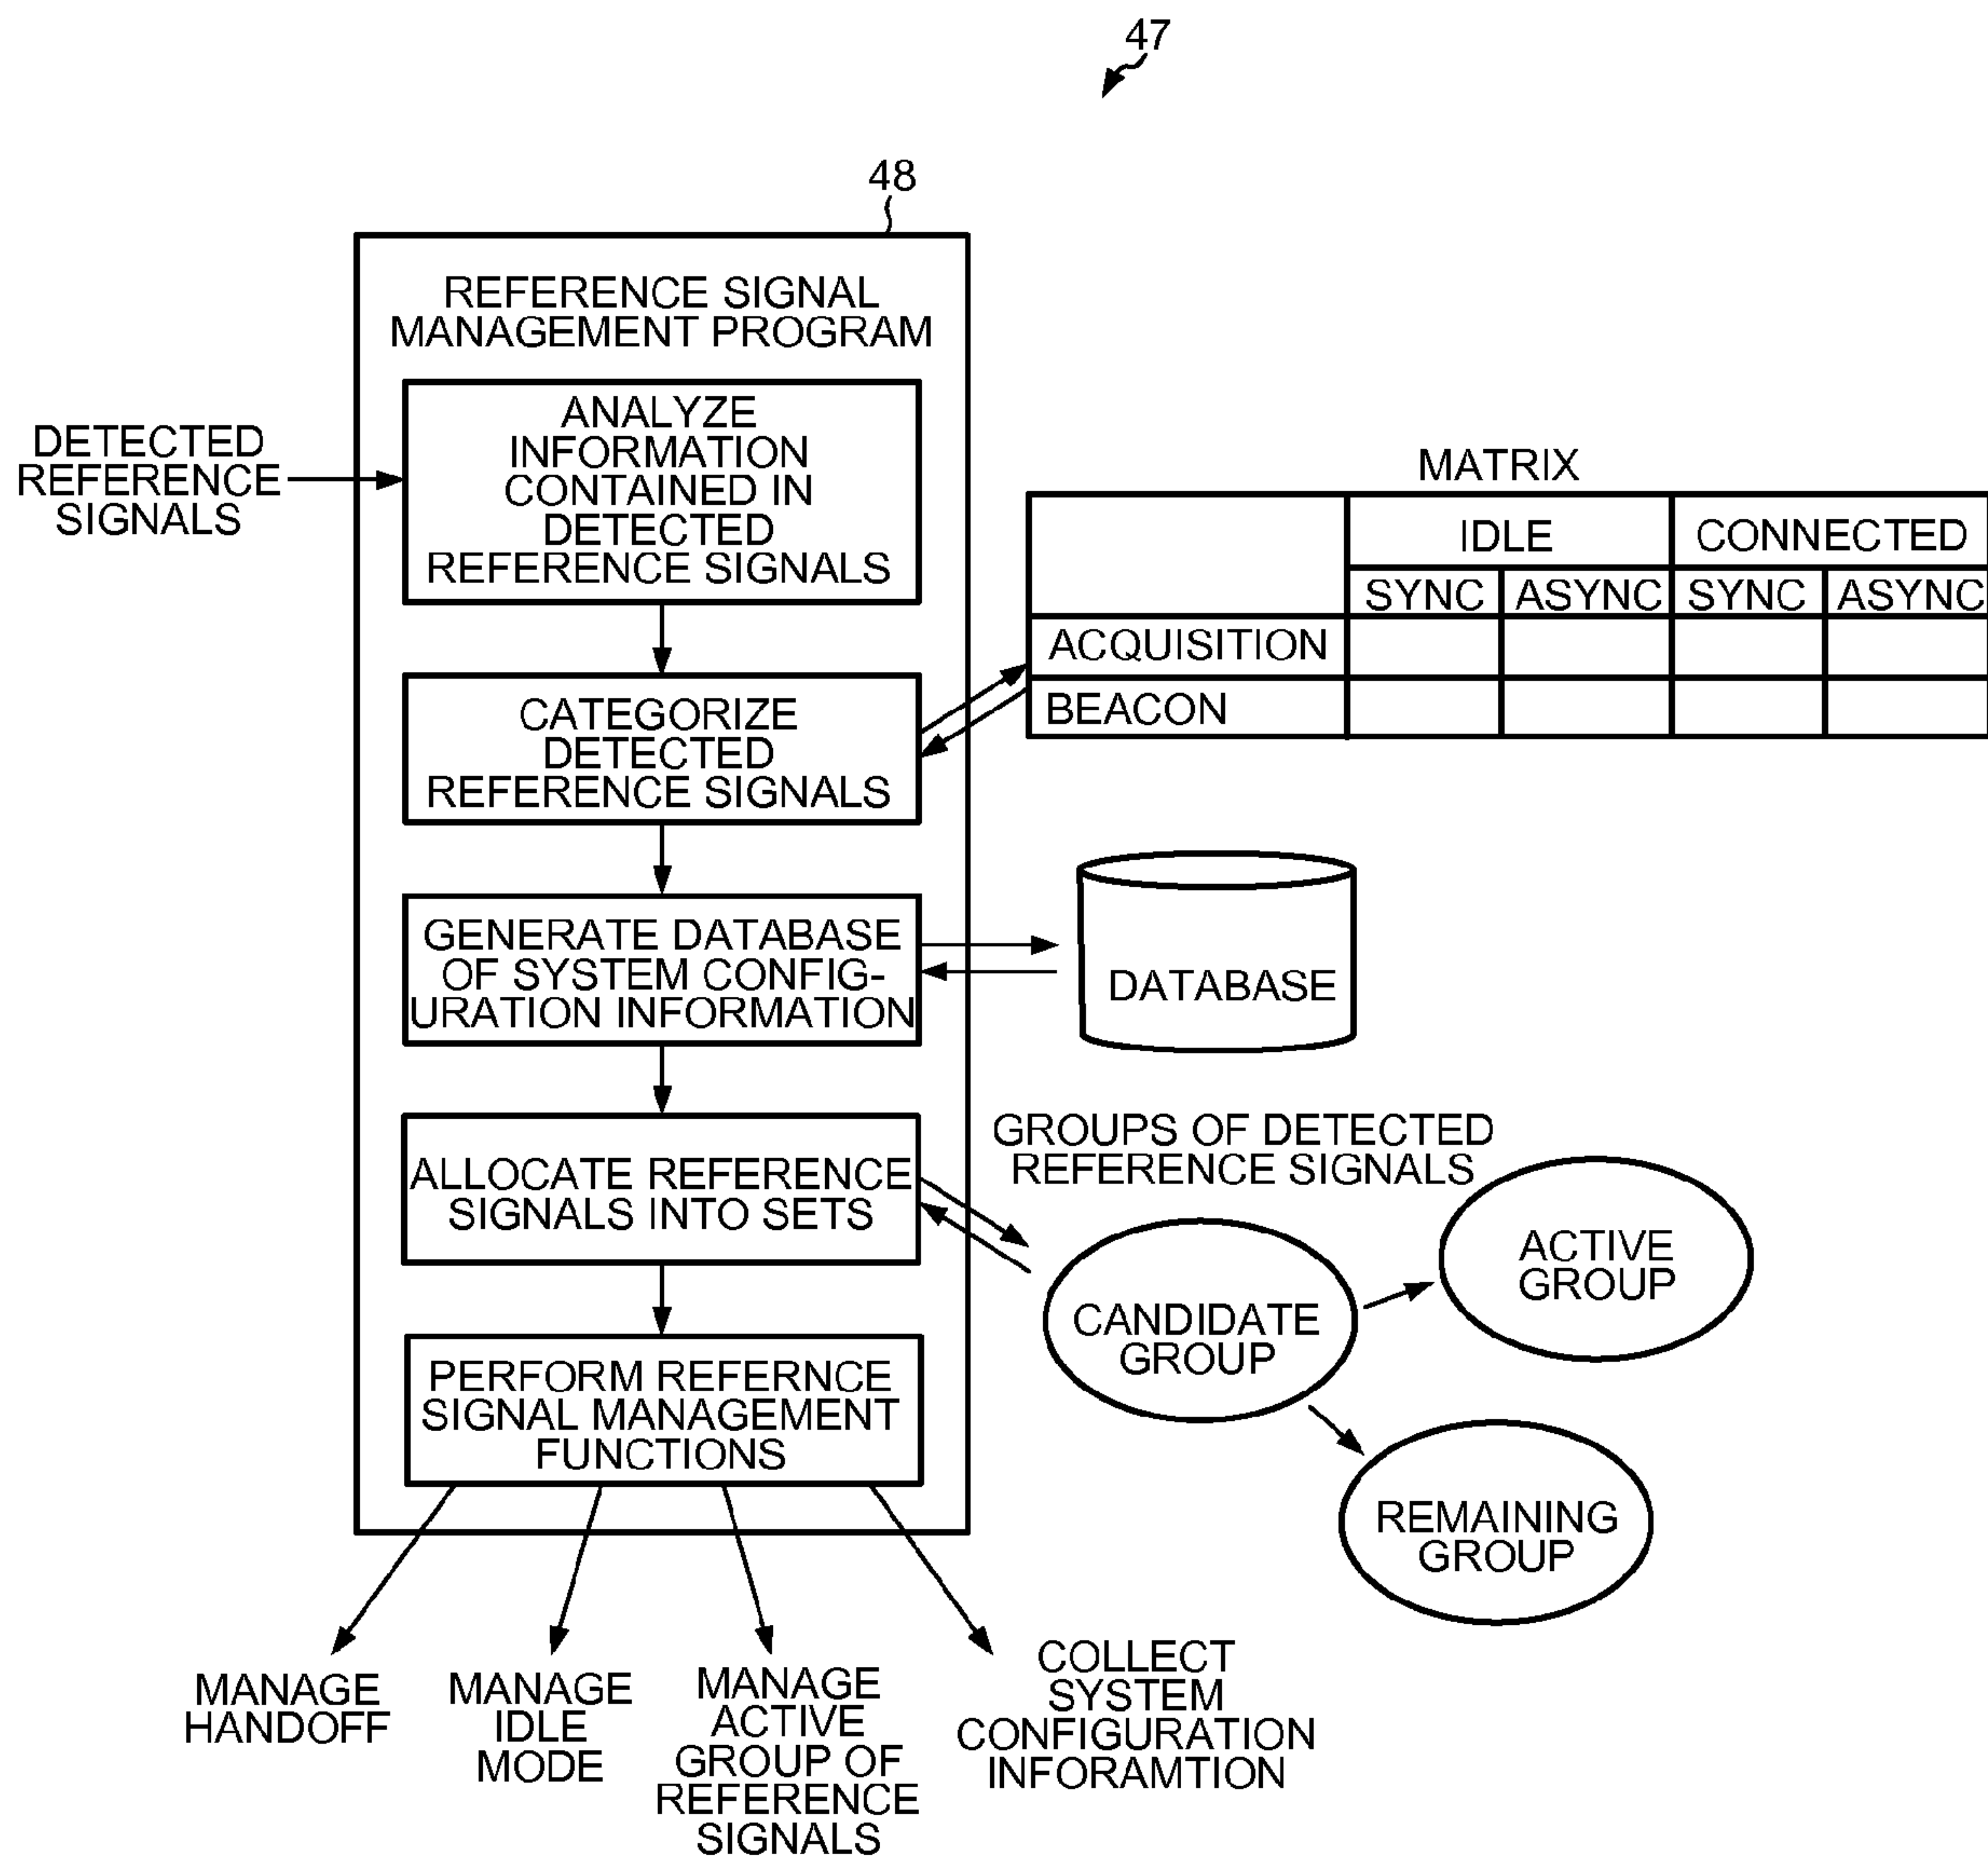 47
48
REFERENCE SIGNAL
MANAGEMENT PROGRAM
DETECTED
REFERENCE
SIGNALS
ANALYZE
INFORMATION
CONTAINED IN
DETECTED
REFERENCE SIGNALS
CATEGORIZE
DETECTED
REFERENCE SIGNALS
MATRIX
IDLE CONNECTED
SYNC ASYNC SYNC ASYNC
ACQUISITION
BEACON
GENERATE DATABASE
OF SYSTEM CONFIG-
URATION INFORMATION
DATABASE
ALLOCATE REFERENCE
SIGNALS INTO SETS
GROUPS OF DETECTED
REFERENCE SIGNALS
CANDIDATE
GROUP
ACTIVE
GROUP
REMAINING
GROUP
PERFORM REFERNCE
SIGNAL MANAGEMENT
FUNCTIONS
MANAGE
HANDOFF
MANAGE
IDLE
MODE
MANAGE
ACTIVE
GROUP OF
REFERENCE
SIGNALS
COLLECT
SYSTEM
CONFIGURATION
INFORAMTION